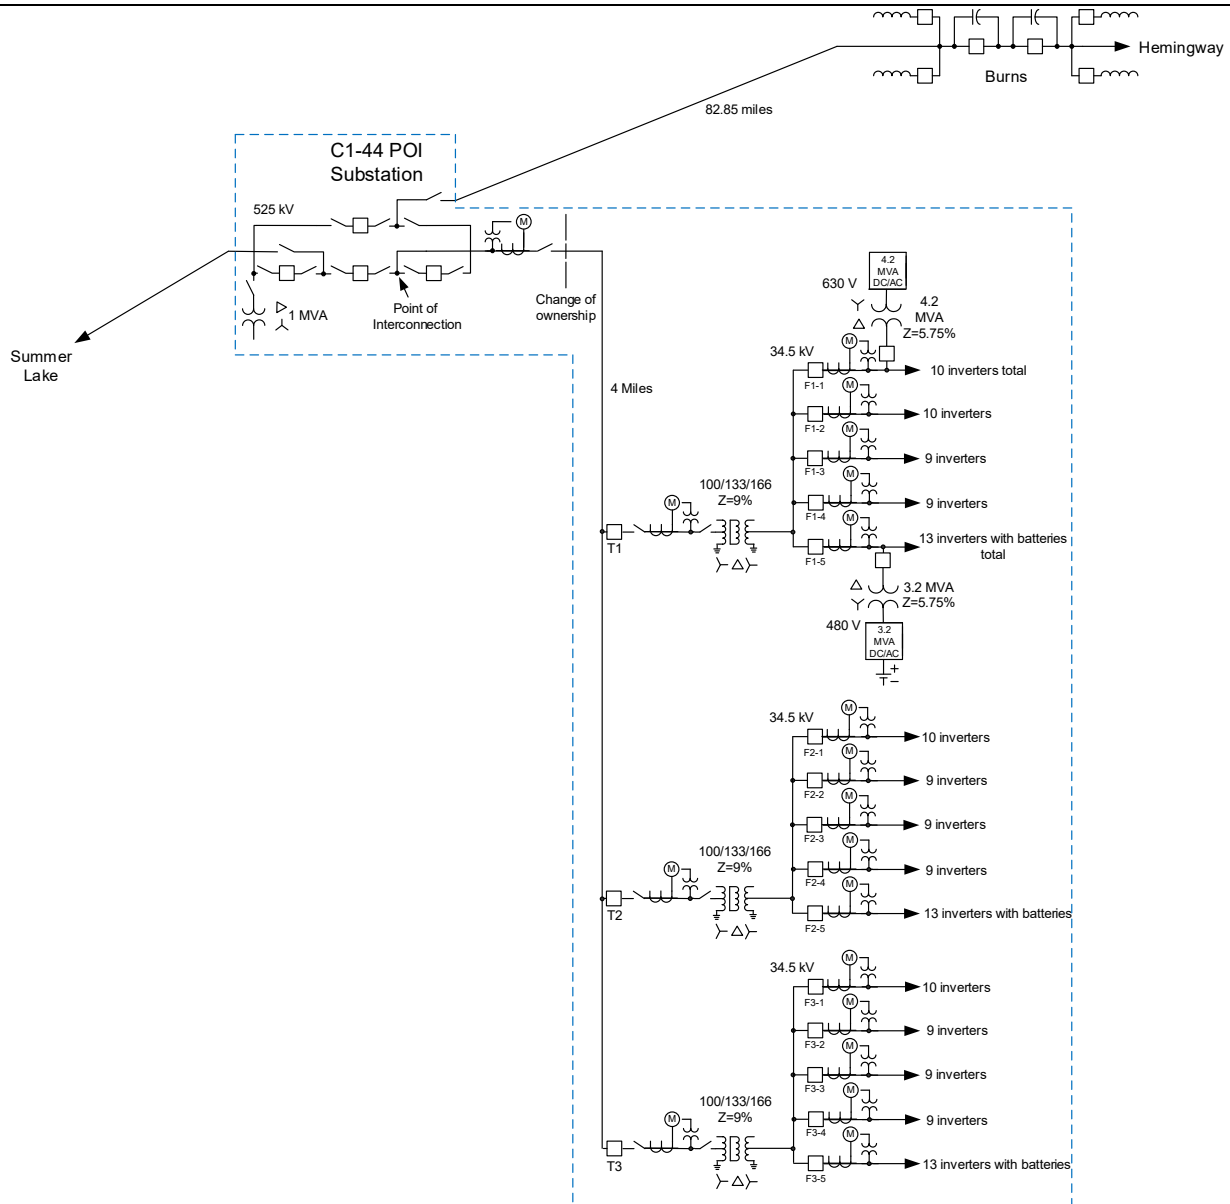 Hemingway
Burns
82.85 miles
C1-44 POI
Substation
525 kV
M
Point of
Interconnection
Change of
ownership
1 MVA
Summer
Lake
4 Miles
4.2
MVA
DC/AC
630 V
4.2
MVA
Z=5.75%
34.5 kV
M
F1-1
10 inverters total
M
F1-2
10 inverters
M
F1-3
9 inverters
M
F1-4
9 inverters
M
F1-5
13 inverters with batteries
total
100/133/166
Z=9%
M
T1
3.2 MVA
Z=5.75%
480 V
3.2
MVA
DC/AC
+
−
34.5 kV
M
F2-1
10 inverters
M
F2-2
9 inverters
M
F2-3
9 inverters
M
F2-4
9 inverters
M
F2-5
13 inverters with batteries
100/133/166
Z=9%
M
T2
34.5 kV
M
F3-1
10 inverters
M
F3-2
9 inverters
M
F3-3
9 inverters
M
F3-4
9 inverters
M
F3-5
13 inverters with batteries
100/133/166
Z=9%
M
T3